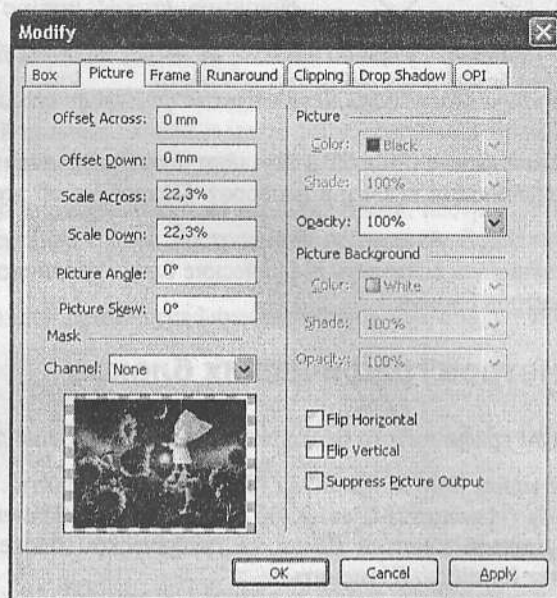 Modify
Box Picture Frame Runaround Clipping Drop Shadow OPI
Offset Across: 0 mm
Offset Down: 0 mm
Scale Across: 22,3%
Scale Down: 22,3%
Picture Angle: 0°
Picture Skew: 0°
Mask
Channel: None
Picture
Color: Black
Shade: 100%
Opacity: 100%
Picture Background
Color: White
Shade: 100%
Opacity: 100%
Flip Horizontal
Flip Vertical
Suppress Picture Output
OK Cancel Apply